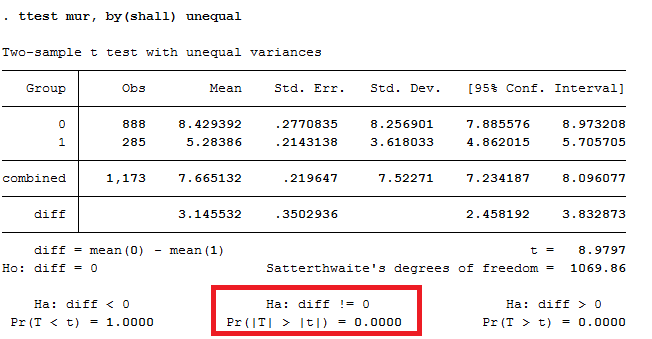 . ttest mur, by(shall) unequal
Two-sample t test with unequal variances
Group Obs Mean Std. Err. Std. Dev. [95% Conf. Interval]
0 888 8.429392 .2770835 8.256901 7.885576 8.973208
1 285 5.28386 .2143138 3.618033 4.862015 5.705705
combined 1,173 7.665132 .219647 7.52271 7.234187 8.096077
diff 3.145532 .3502936 2.458192 3.832873
diff = mean(0) - mean(1) t = 8.9797
Ho: diff = 0 Satterthwaite's degrees of freedom = 1069.86
Ha: diff < 0 Ha: diff != 0 Ha: diff > 0
Pr(T < t) = 1.0000 Pr(|T| > |t|) = 0.0000 Pr(T > t) = 0.0000